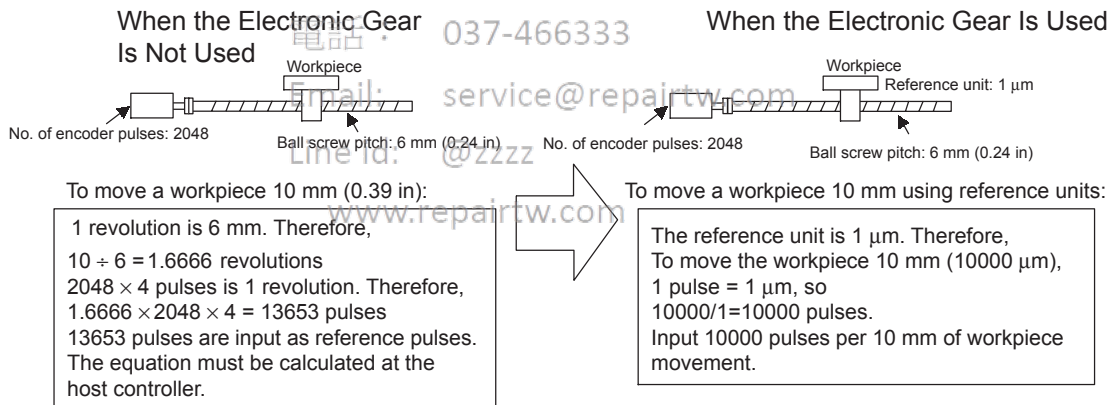 When the Electronic Gear
Is Not Used
Workpiece
No. of encoder pulses: 2048
Ball screw pitch: 6 mm (0.24 in)
To move a workpiece 10 mm (0.39 in):
1 revolution is 6 mm. Therefore,
10 ÷ 6 = 1.6666 revolutions
2048 × 4 pulses is 1 revolution. Therefore,
1.6666 × 2048 × 4 = 13653 pulses
13653 pulses are input as reference pulses.
The equation must be calculated at the
host controller.
When the Electronic Gear Is Used
Workpiece
Reference unit: 1 μm
No. of encoder pulses: 2048
Ball screw pitch: 6 mm (0.24 in)
To move a workpiece 10 mm using reference units:
The reference unit is 1 μm. Therefore,
To move the workpiece 10 mm (10000 μm),
1 pulse = 1 μm, so
10000/1=10000 pulses.
Input 10000 pulses per 10 mm of workpiece
movement.
電話： 037-466333
Email: service@repairtw.com
Line id: @zzzz
www.repairtw.com